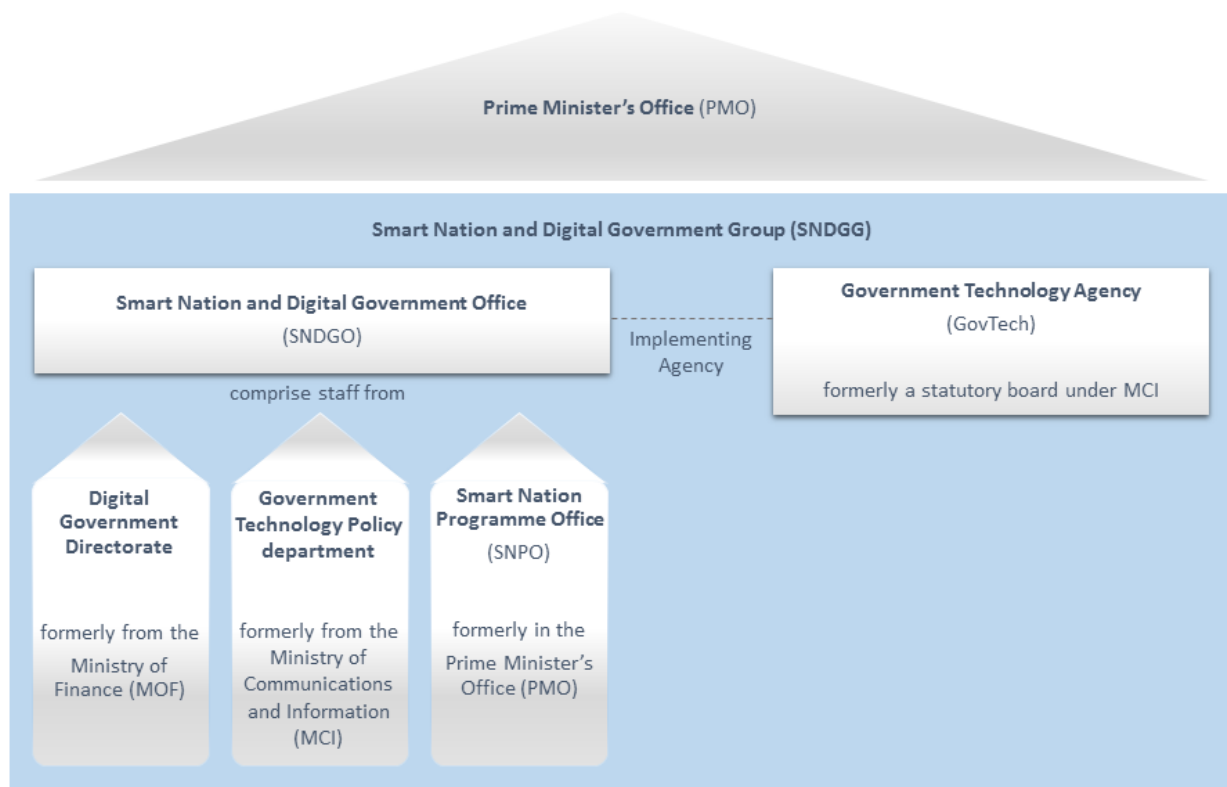 Prime Minister's Office (PMO)
Smart Nation and Digital Government Group (SNDGG)
Smart Nation and Digital Government Office
(SNDGO)
Implementing
Agency
Government Technology Agency
(GovTech)
formerly a statutory board under MCI
comprise staff from
Digital
Government
Directorate
formerly from the
Ministry of
Finance (MOF)
Government
Technology Policy
department
formerly from the
Ministry of
Communications
and Information
(MCI)
Smart Nation
Programme Office
(SNPO)
formerly in the
Prime Minister's
Office (PMO)